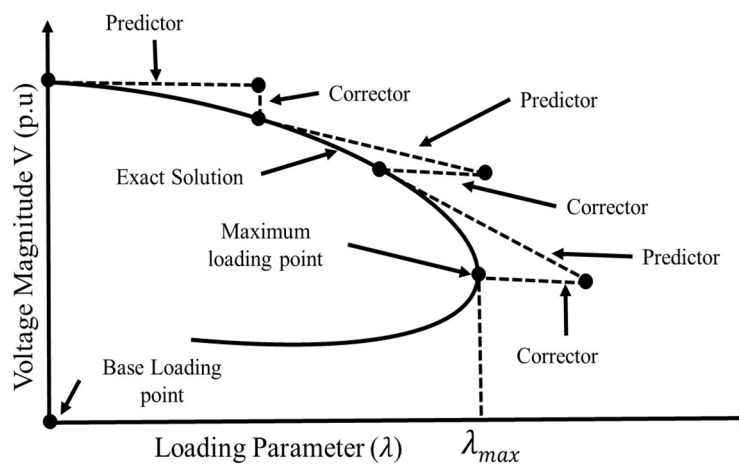 Predictor
Corrector
Predictor
Exact Solution
Corrector
Maximum
loading point
Predictor
Corrector
Base Loading
point
Voltage Magnitude V (p.u)
Loading Parameter (λ)
λmax